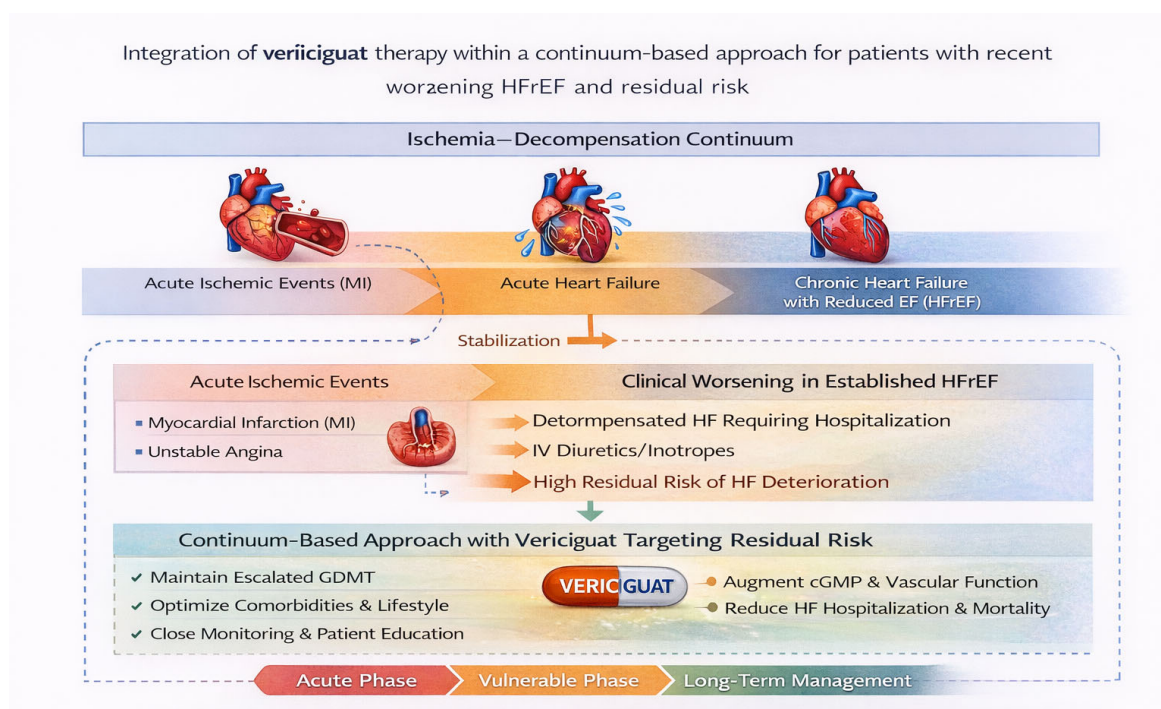 Integration of veríiciguat therapy within a continuum-based approach for patients with recent
worzening HFrEF and residual risk
Ischemia—Decompensation Continuum
Acute Ischemic Events (MI)
Acute Heart Failure
Chronic Heart Failure
with Reduced EF (HFrEF)
Stabilization
Acute Ischemic Events
Clinical Worsening in Established HFrEF
Myocardial Infarction (MI)
Unstable Angina
Detormpensated HF Requiring Hospitalization
IV Diuretics/Inotropes
High Residual Risk of HF Deterioration
Continuum-Based Approach with Vericiguat Targeting Residual Risk
✓ Maintain Escalated GDMT
✓ Optimize Comorbidities & Lifestyle
✓ Close Monitoring & Patient Education
VERICIGUAT
Augment cGMP & Vascular Function
Reduce HF Hospitalization & Mortality
Acute Phase
Vulnerable Phase
Long-Term Management